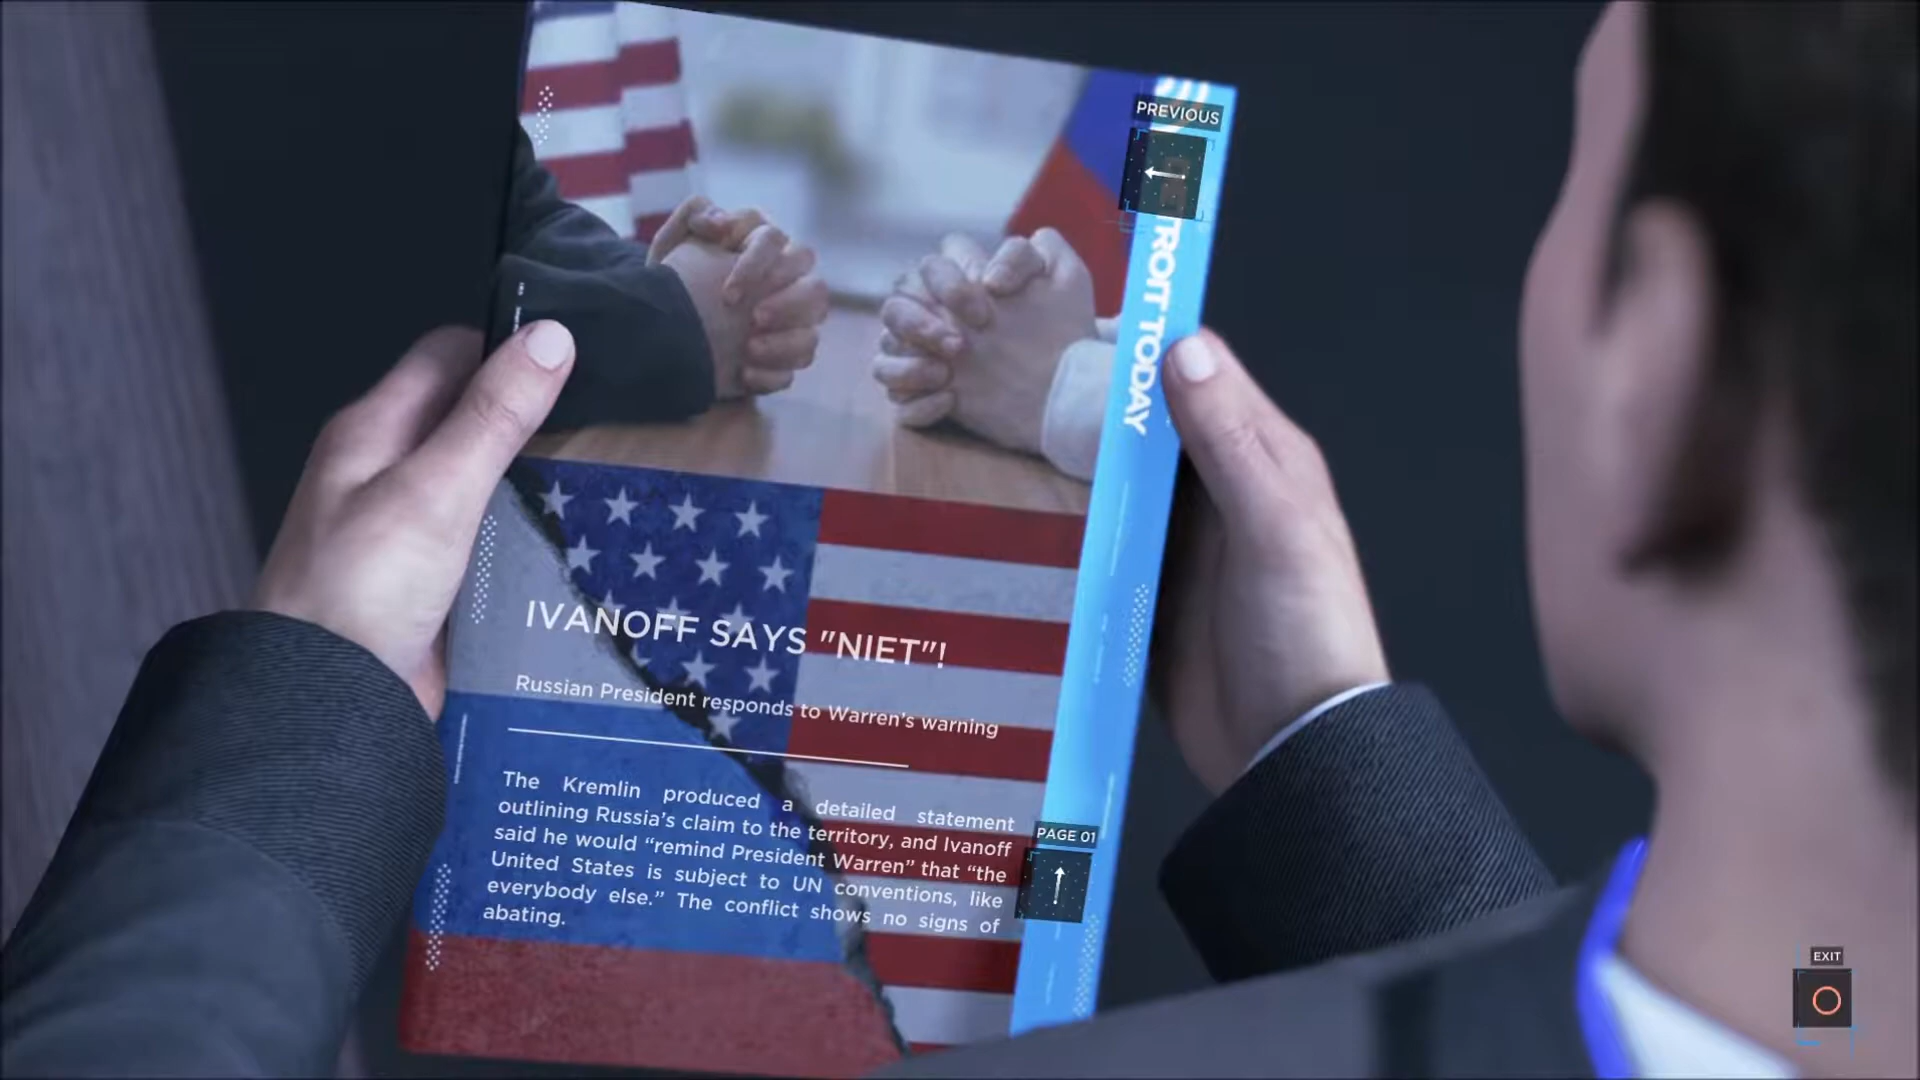 PREVIOUS
TROIT TODAY
IVANOFF SAYS "NIET"!
Russian President responds to Warren's warning
The Kremlin produced a detailed statement
outlining Russia's claim to the territory, and Ivanoff
said he would “remind President Warren” that “the
United States is subject to UN conventions, like
everybody else.” The conflict shows no signs of
abating.
PAGE 01
EXIT